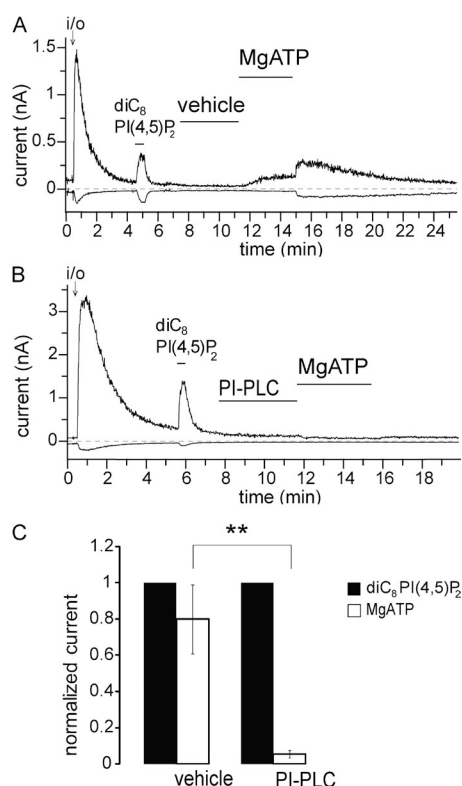 A
i/o
MgATP
diC8
PI(4,5)P2
vehicle
current (nA)
1.5
1
0.5
0
0 2 4 6 8 10 12 14 16 18 20 22 24
time (min)
B
i/o
diC8
PI(4,5)P2
PI-PLC
MgATP
current (nA)
3
2
1
0
0 2 4 6 8 10 12 14 16 18
time (min)
C
**
normalized current
1.2
1
0.8
0.6
0.4
0.2
0
diC8 PI(4,5)P2
MgATP
vehicle PI-PLC